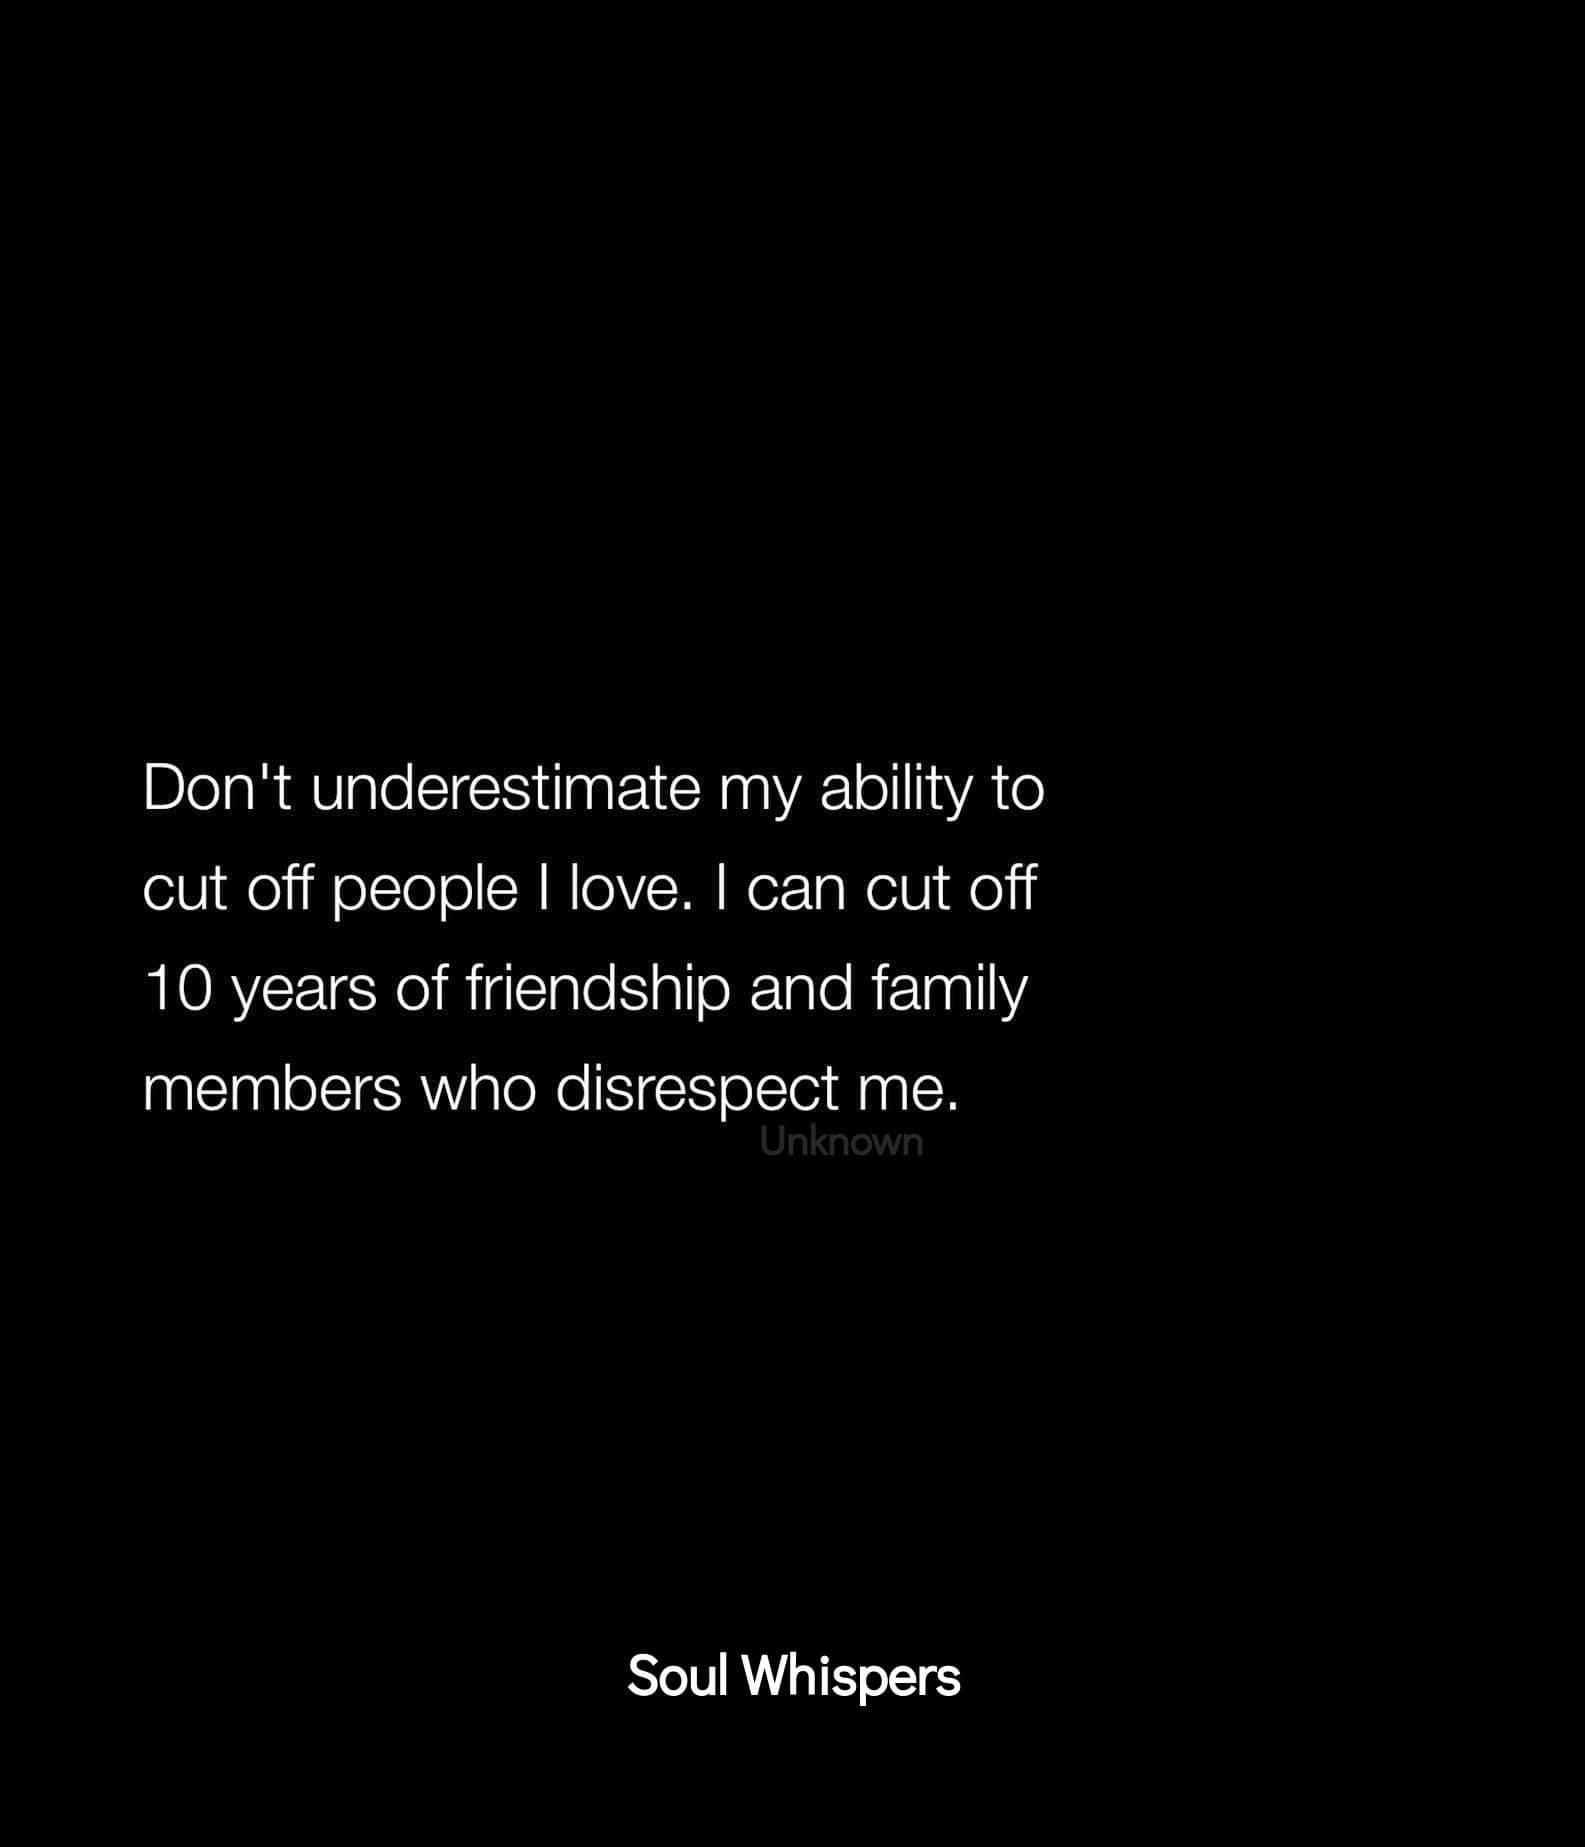 Don't underestimate my ability to
cut off people I love. I can cut off
10 years of friendship and family
members who disrespect me.
Unknown
Soul Whispers